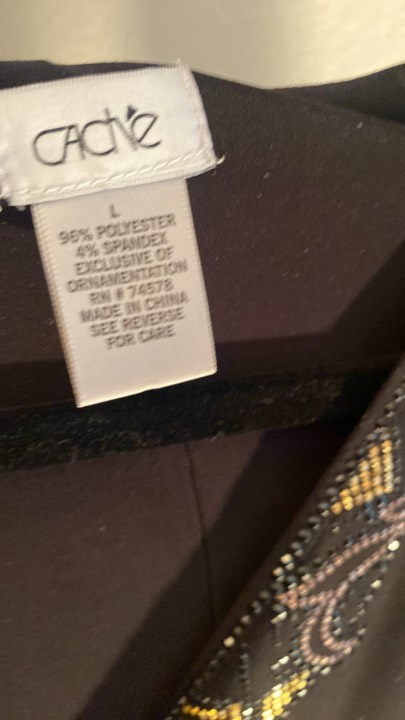 CACHÉ
L
96% POLYESTER
4% SPANDEX
EXCLUSIVE OF
ORNAMENTATION
RN # 74578
MADE IN CHINA
SEE REVERSE
FOR CARE